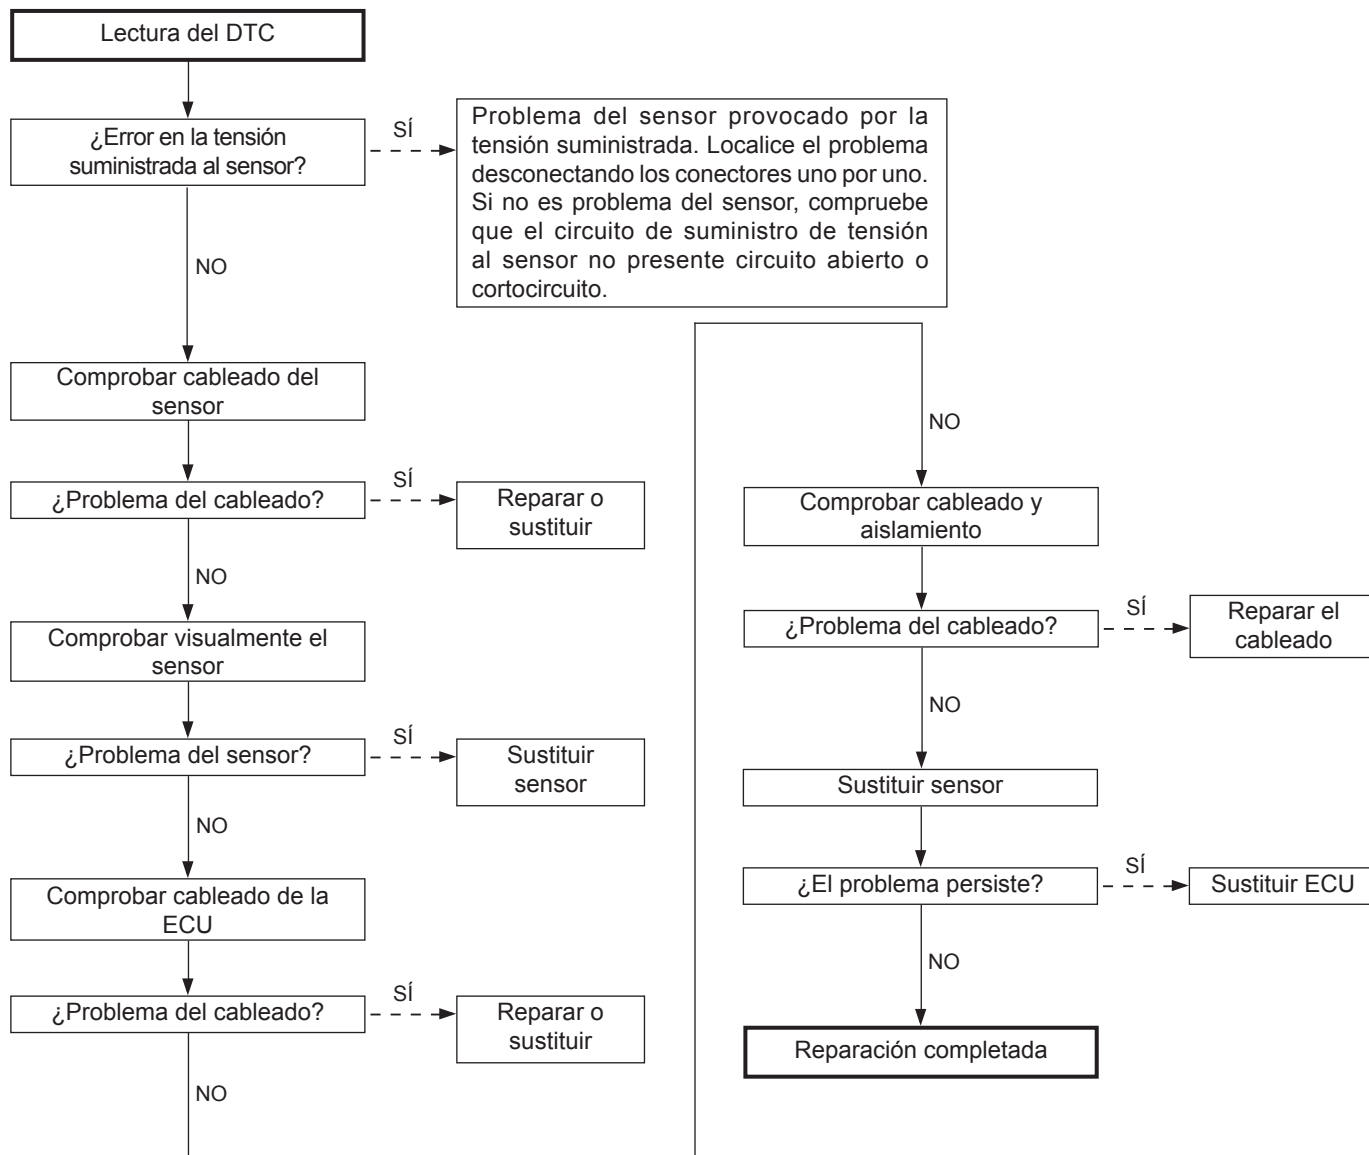 Lectura del DTC
¿Error en la tensión
suministrada al sensor?
SÍ
Problema del sensor provocado por la
tensión suministrada. Localice el problema
desconectando los conectores uno por uno.
Si no es problema del sensor, compruebe
que el circuito de suministro de tensión
al sensor no presente circuito abierto o
cortocircuito.
NO
Comprobar cableado del
sensor
¿Problema del cableado?
SÍ
Reparar o
sustituir
NO
Comprobar visualmente el
sensor
¿Problema del sensor?
SÍ
Sustituir
sensor
NO
Comprobar cableado de la
ECU
¿Problema del cableado?
SÍ
Reparar o
sustituir
NO
NO
Comprobar cableado y
aislamiento
¿Problema del cableado?
SÍ
Reparar el
cableado
NO
Sustituir sensor
¿El problema persiste?
SÍ
Sustituir ECU
NO
Reparación completada